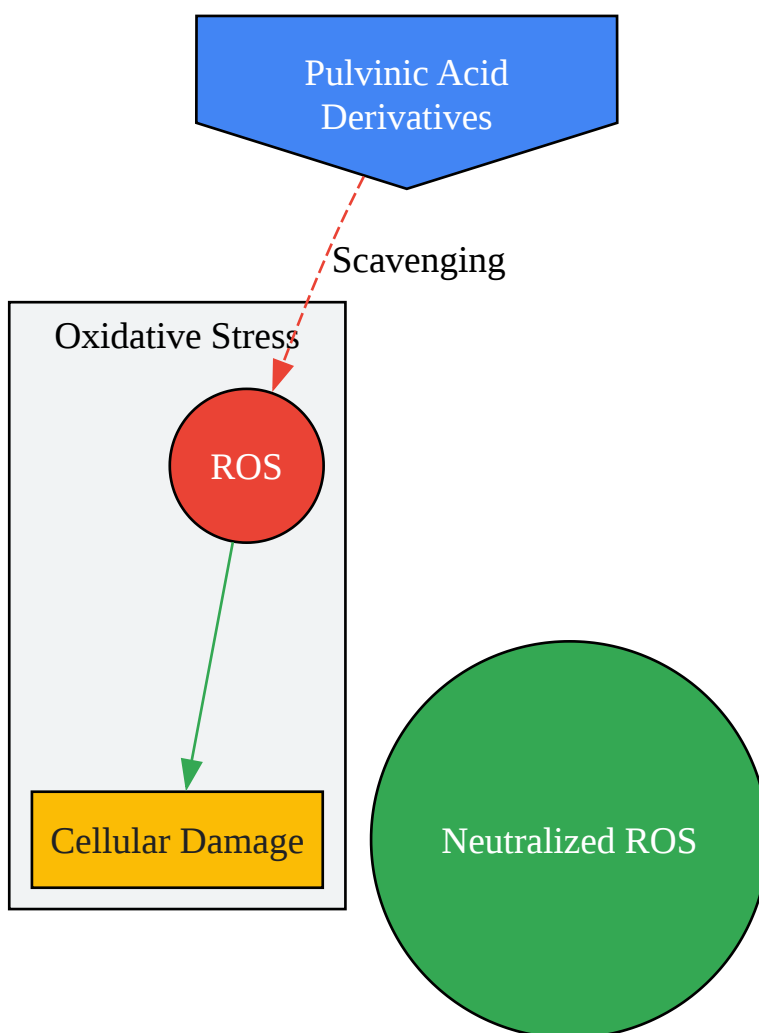 Pulvinic Acid
Derivatives
Scavenging
Oxidative Stress
ROS
Cellular Damage
Neutralized ROS